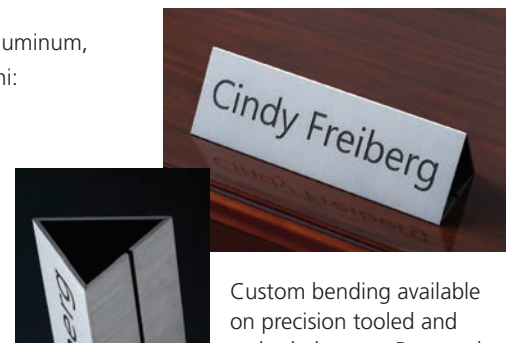 uminum,
ni:
Cindy Freiberg
berg
Custom bending available
on precision tooled and